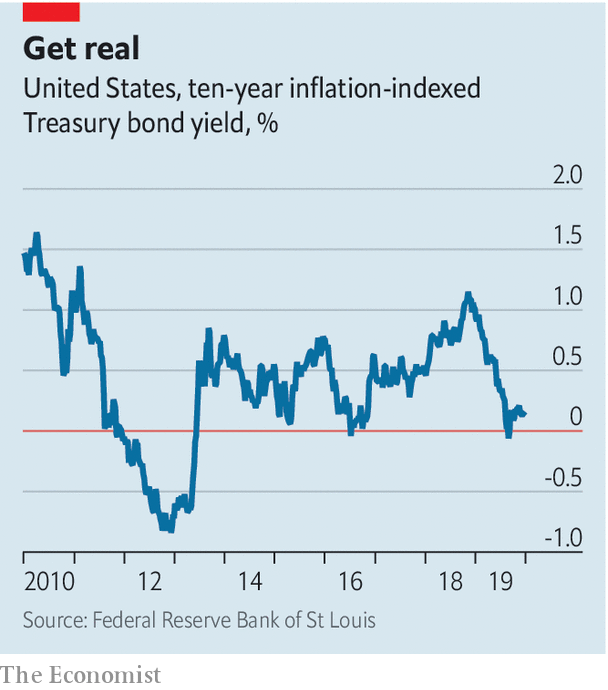 Get real
United States, ten-year inflation-indexed
Treasury bond yield, %
2.0
1.5
1.0
0.5
0
-0.5
-1.0
2010 12 14 16 18 19
Source: Federal Reserve Bank of St Louis
The Economist